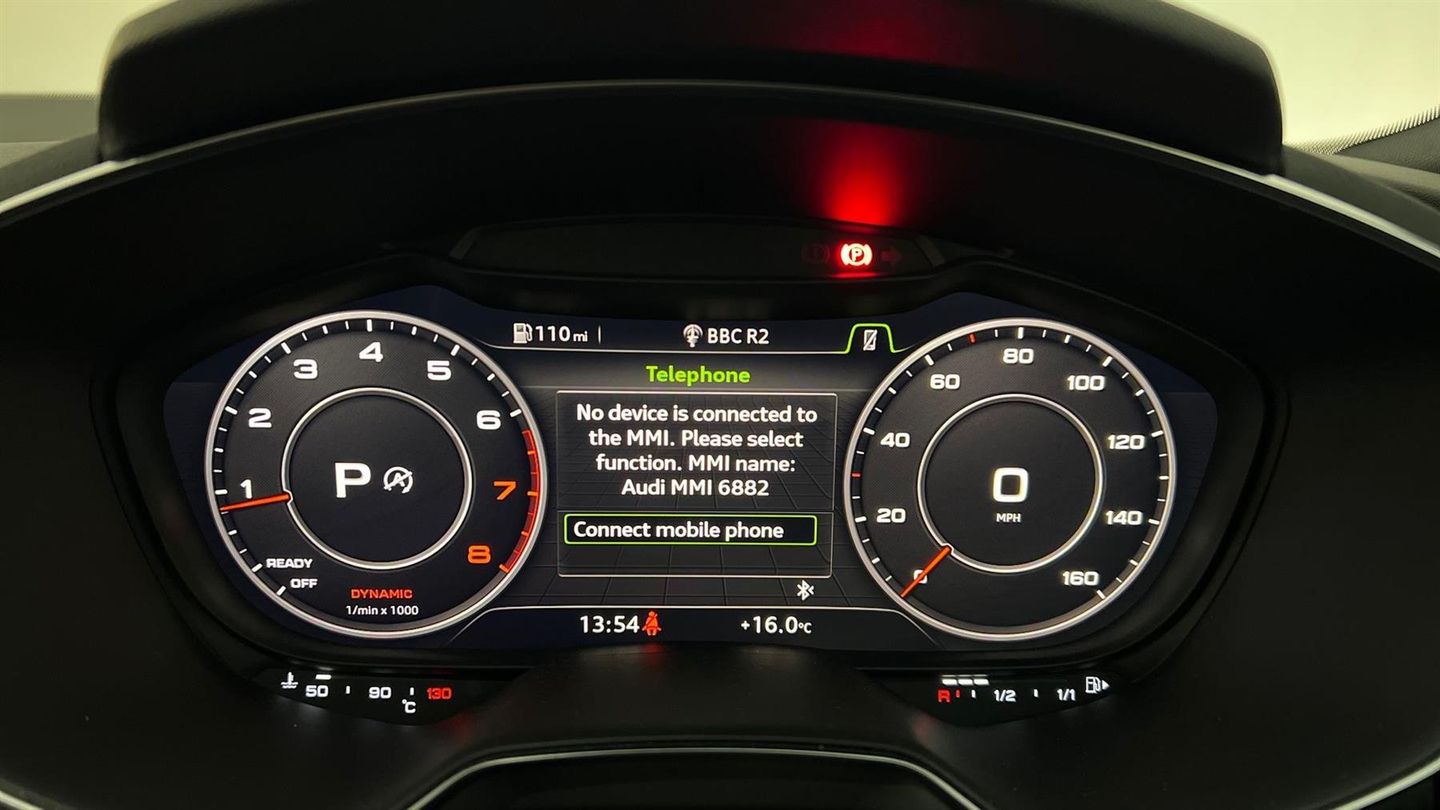 P
110 mi
BBC R2
Telephone
No device is connected to
the MMI. Please select
function. MMI name:
Audi MMI 6882
Connect mobile phone
13:54
+16.0°C
OFF
READY
1
2
3
4
5
6
7
8
P
DYNAMIC
1/min x 1000
0
20
40
60
80
100
120
140
160
0
MPH
50
90
130
°C
R
1/2
1/1